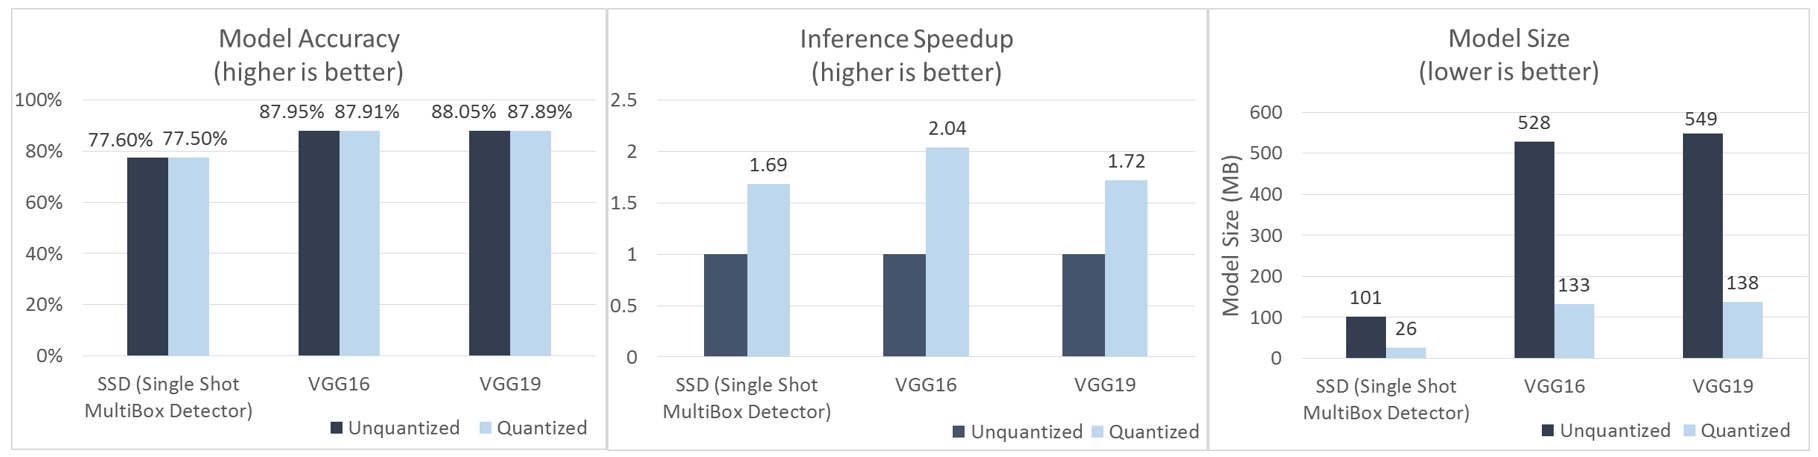 Model Accuracy
(higher is better)
100%
80%
60%
40%
20%
0%
77.60%
77.50%
87.95%
87.91%
88.05%
87.89%
SSD (Single Shot
MultiBox Detector)
VGG16
VGG19
Unquantized
Quantized
Inference Speedup
(higher is better)
2.5
2
1.5
1
0.5
0
1.69
2.04
1.72
SSD (Single Shot
MultiBox Detector)
VGG16
VGG19
Unquantized
Quantized
Model Size
(lower is better)
Model Size (MB)
600
500
400
300
200
100
0
101
26
528
133
549
138
SSD (Single Shot
MultiBox Detector)
VGG16
VGG19
Unquantized
Quantized